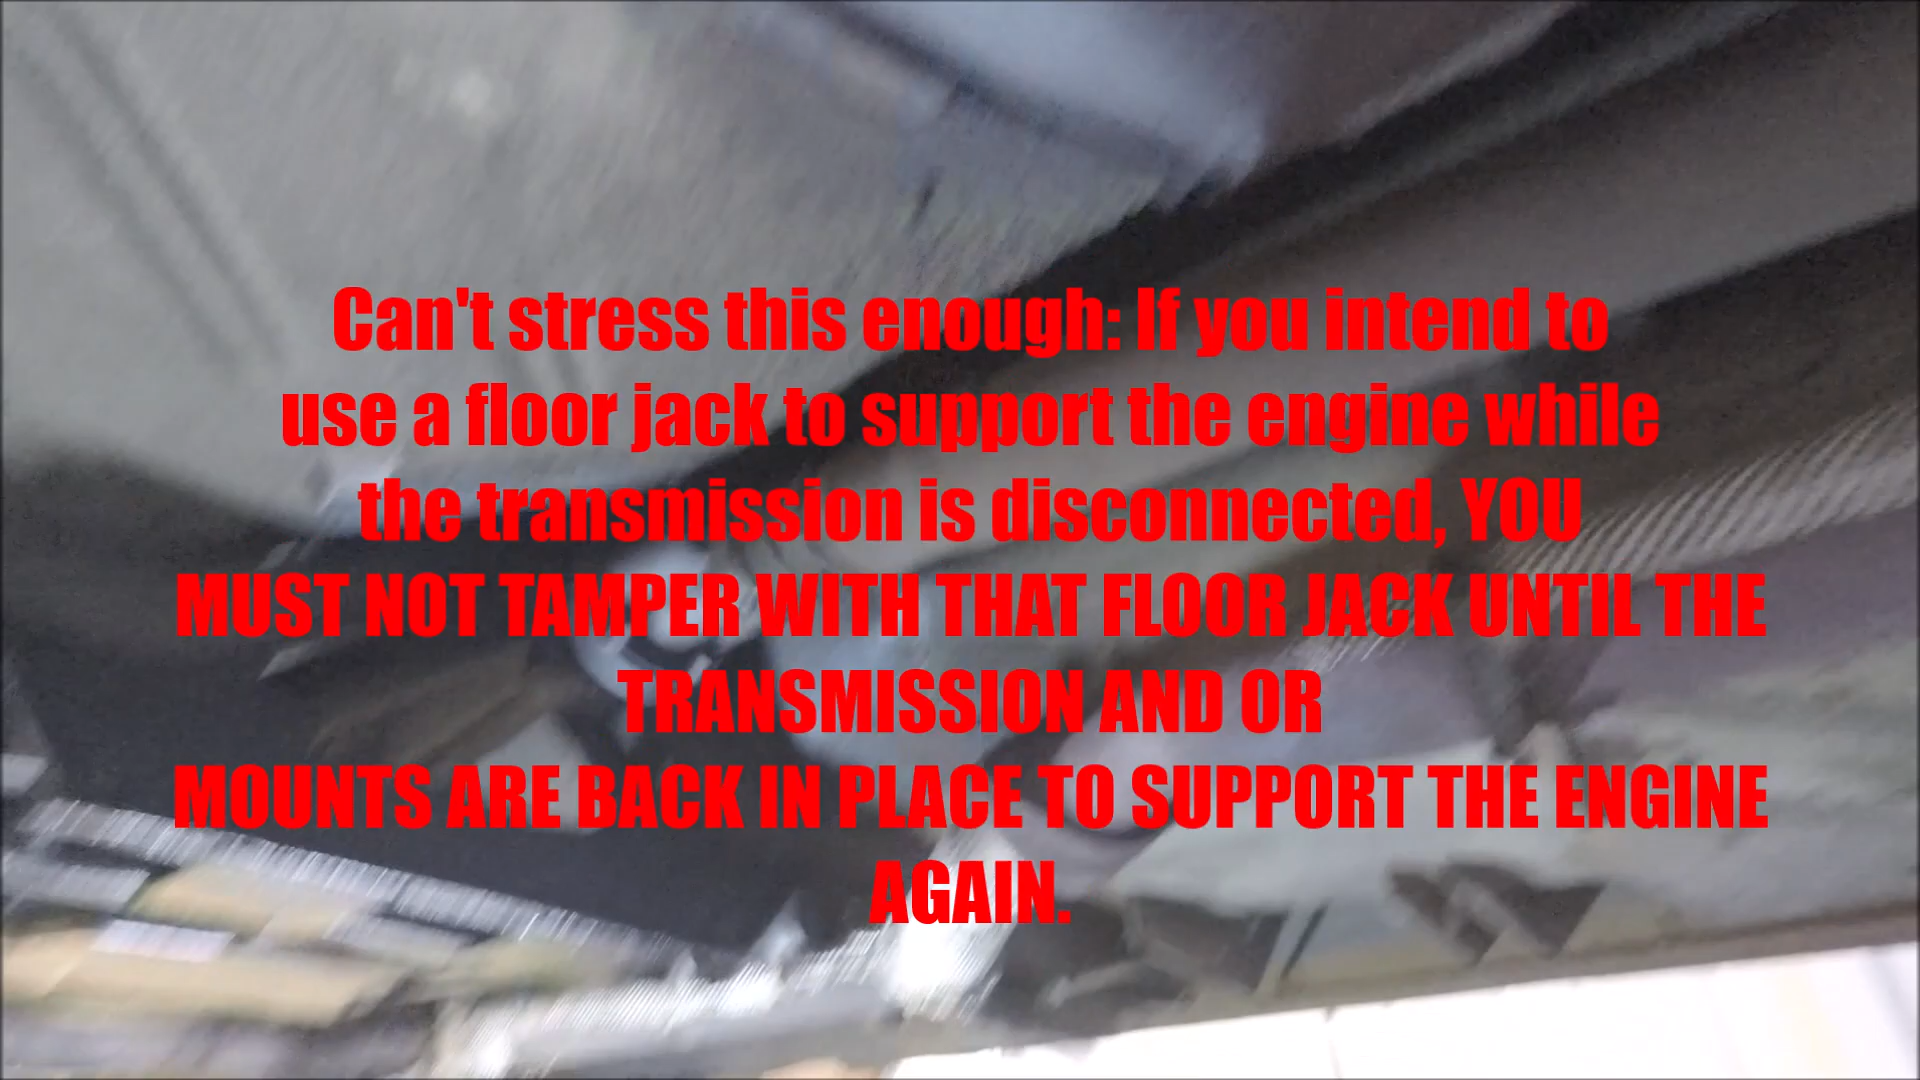 Can't stress this enough: If you intend to
use a floor jack to support the engine while
the transmission is disconnected, YOU
MUST NOT TAMPER WITH THAT FLOOR JACK UNTIL THE
TRANSMISSION AND OR
MOUNTS ARE BACK IN PLACE TO SUPPORT THE ENGINE
AGAIN.